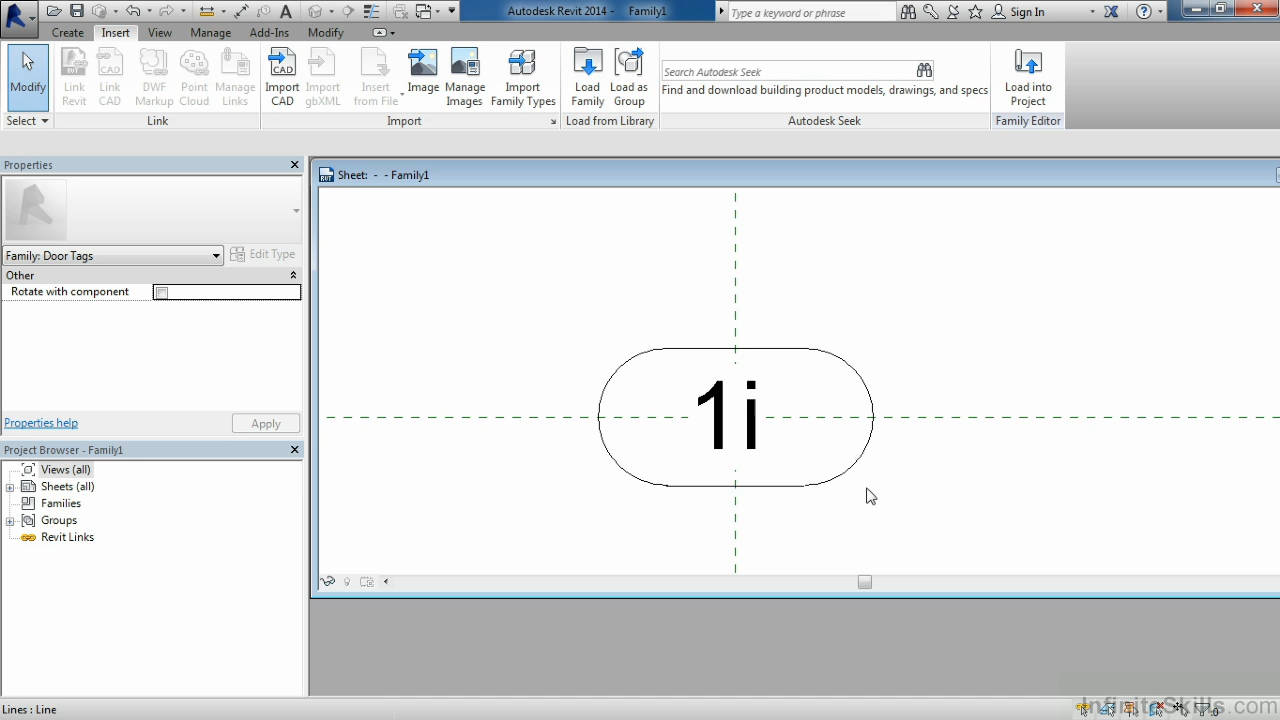 Autodesk Revit 2014 - Family1
Type a keyword or phrase
Sign In
Create Insert View Manage Add-Ins Modify
Modify
Link Revit
Link CAD
DWF Markup
Point Cloud
Manage Links
Import CAD
Import gbXML
Insert from File
Image
Manage Images
Import Family Types
Load Family
Load as Group
Search Autodesk Seek
Find and download building product models, drawings, and specs
Load into Project
Select
Link
Import
Load from Library
Autodesk Seek
Family Editor
Properties
Family: Door Tags
Edit Type
Other
Rotate with component
Properties help
Apply
Project Browser - Family1
Views (all)
Sheets (all)
Families
Groups
Revit Links
Sheet: - - Family1
1i
Lines : Line
InfiniteSkills.com
:0